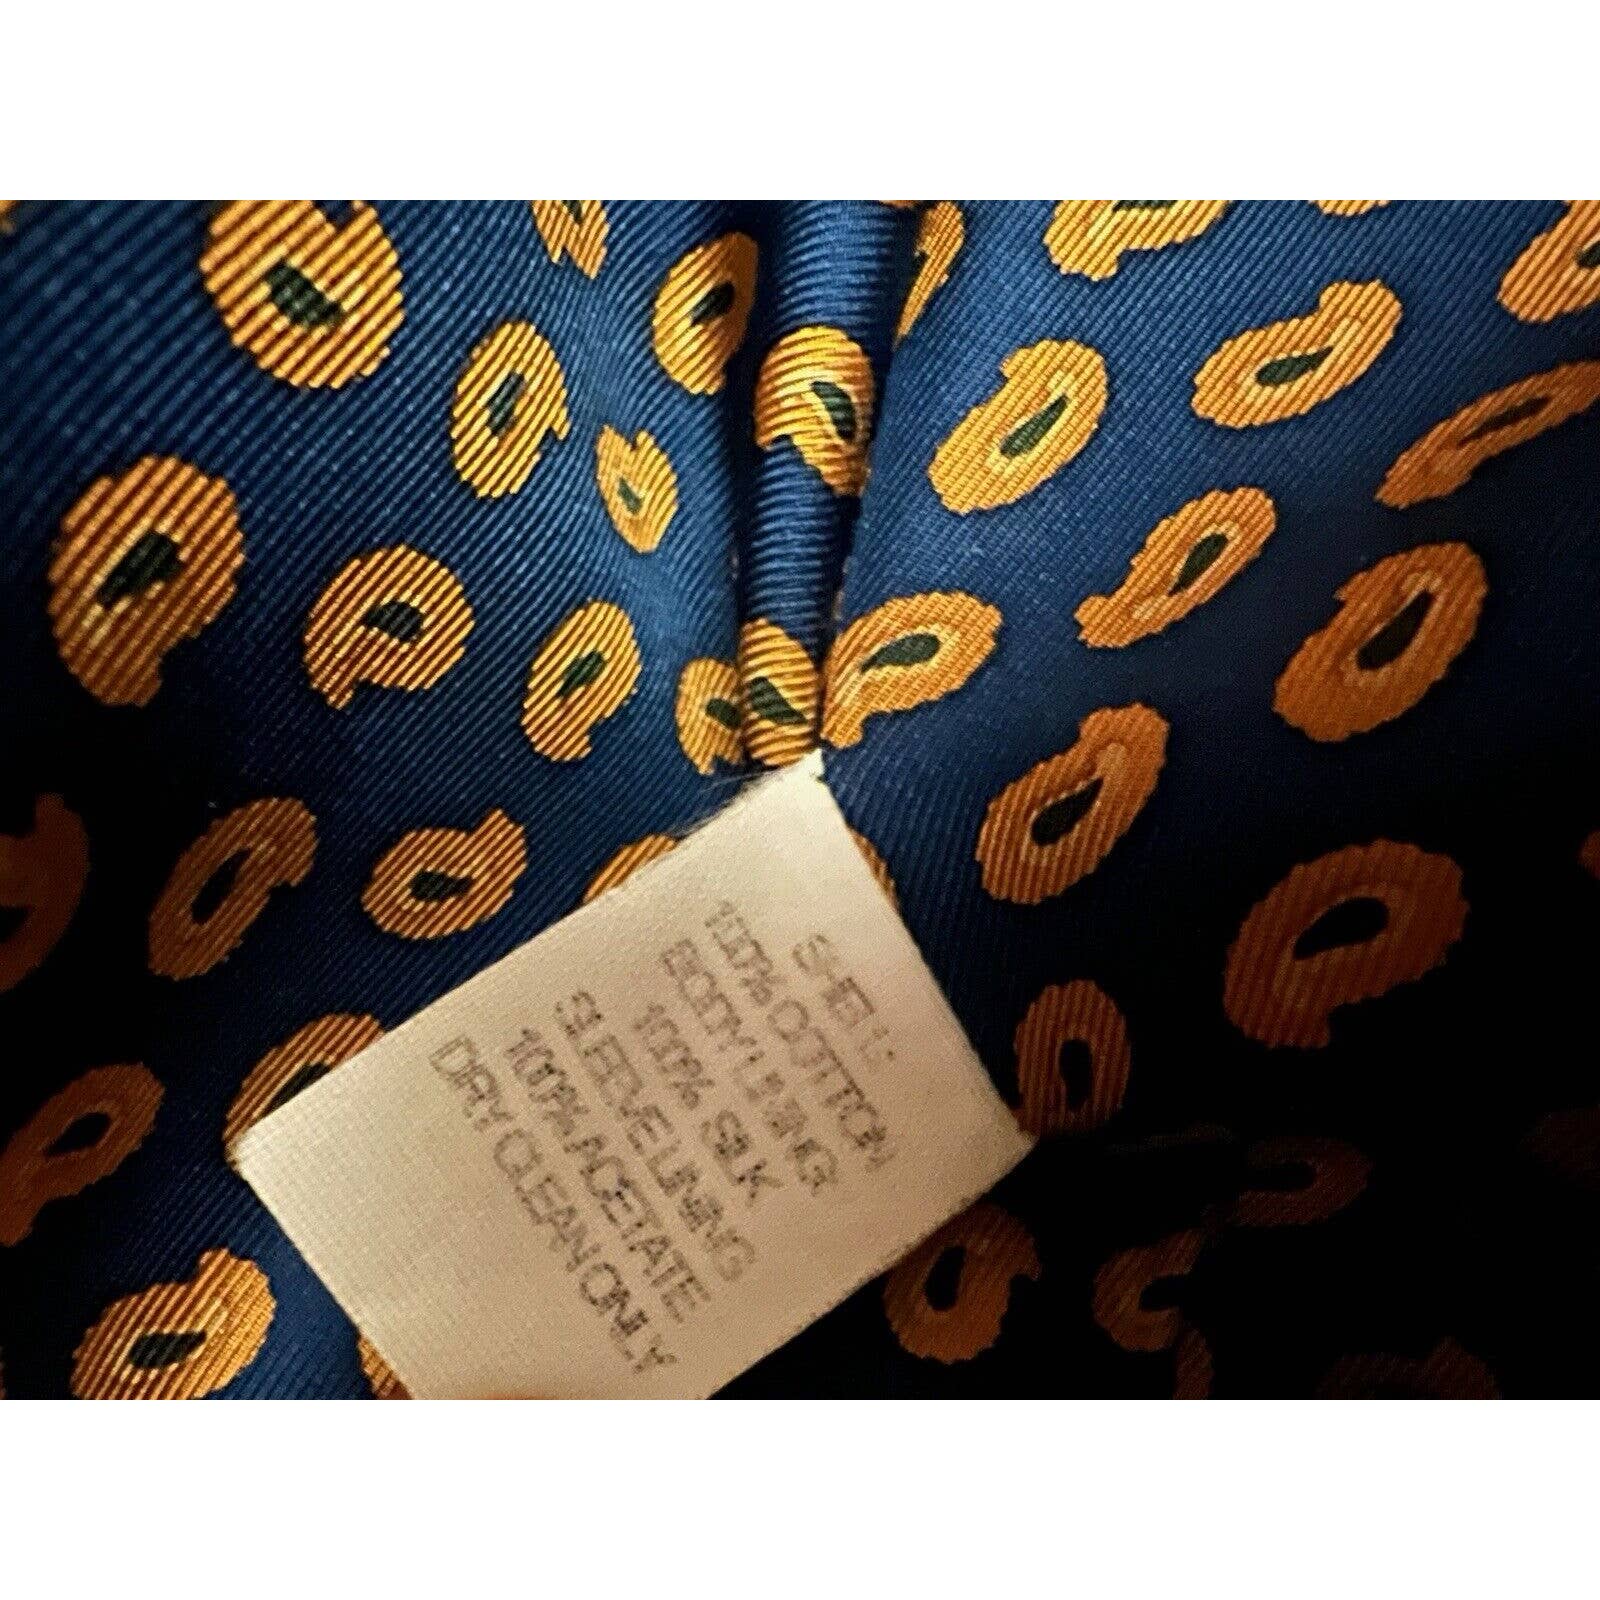 SHELL:
100% COTTON
BODY LINING
100% SILK
SLEEVE LINING
100% ACETATE
DRY CLEAN ONLY